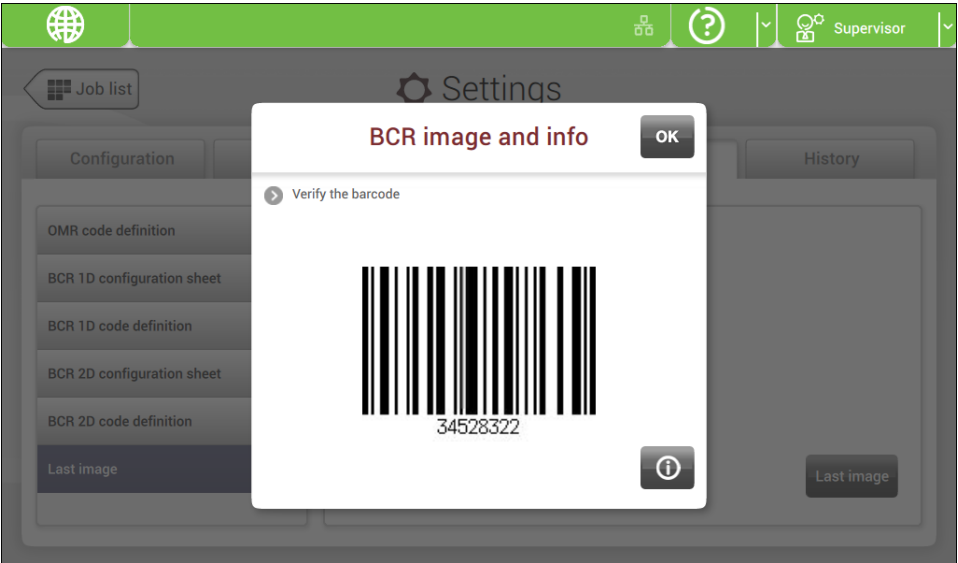 Supervisor
Job list
Settings
BCR image and info
OK
Configuration
History
Verify the barcode
OMR code definition
BCR 1D configuration sheet
BCR 1D code definition
BCR 2D configuration sheet
BCR 2D code definition
34528322
Last image
Last image